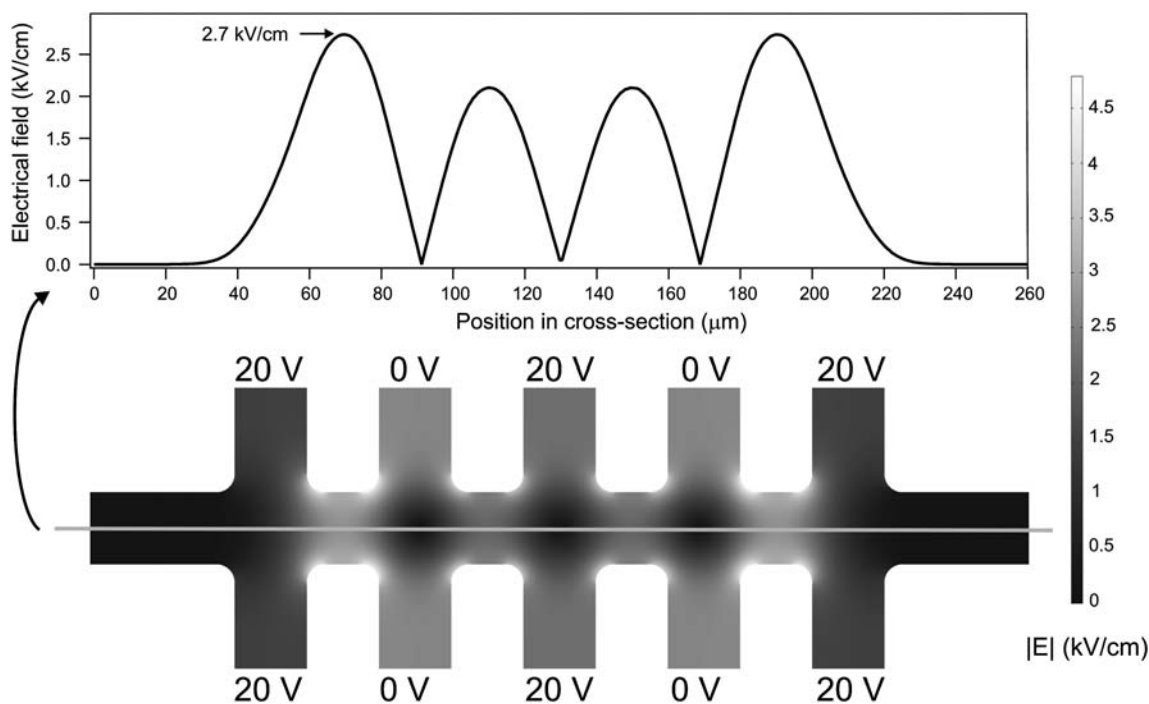 2.7 kV/cm
Electrical field (kV/cm)
2.5
2.0
1.5
1.0
0.5
0.0
0 20 40 60 80 100 120 140 160 180 200 220 240 260
Position in cross-section (μm)
4.5
4
3.5
3
2.5
2
1.5
1
0.5
0
|E| (kV/cm)
20 V 0 V 20 V 0 V 20 V
20 V 0 V 20 V 0 V 20 V